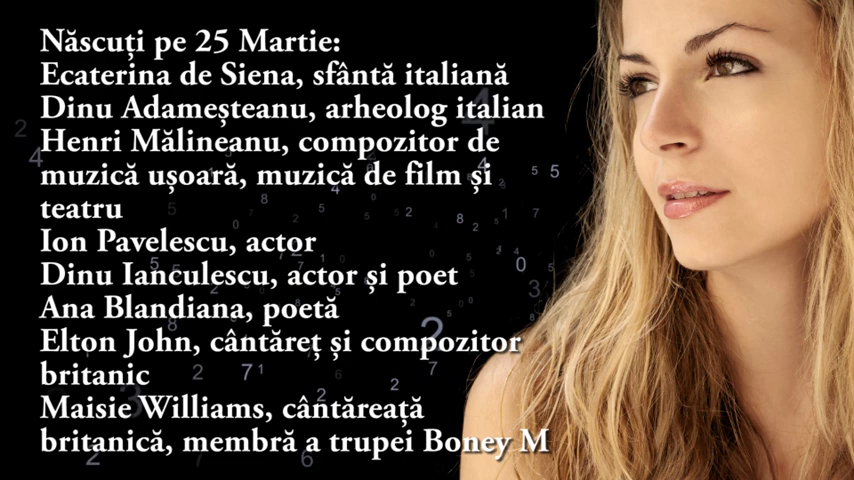 Născuți pe 25 Martie:
Ecaterina de Siena, sfântă italiană
Dinu Adameșteanu, arheolog italian
Henri Mălineanu, compozitor de
muzică ușoară, muzică de film și
teatru
Ion Pavelescu, actor
Dinu Ianculescu, actor și poet
Ana Blandiana, poetă
Elton John, cântăreț și compozitor
britanic
Maisie Williams, cântăreață
britanică, membră a trupei Boney M